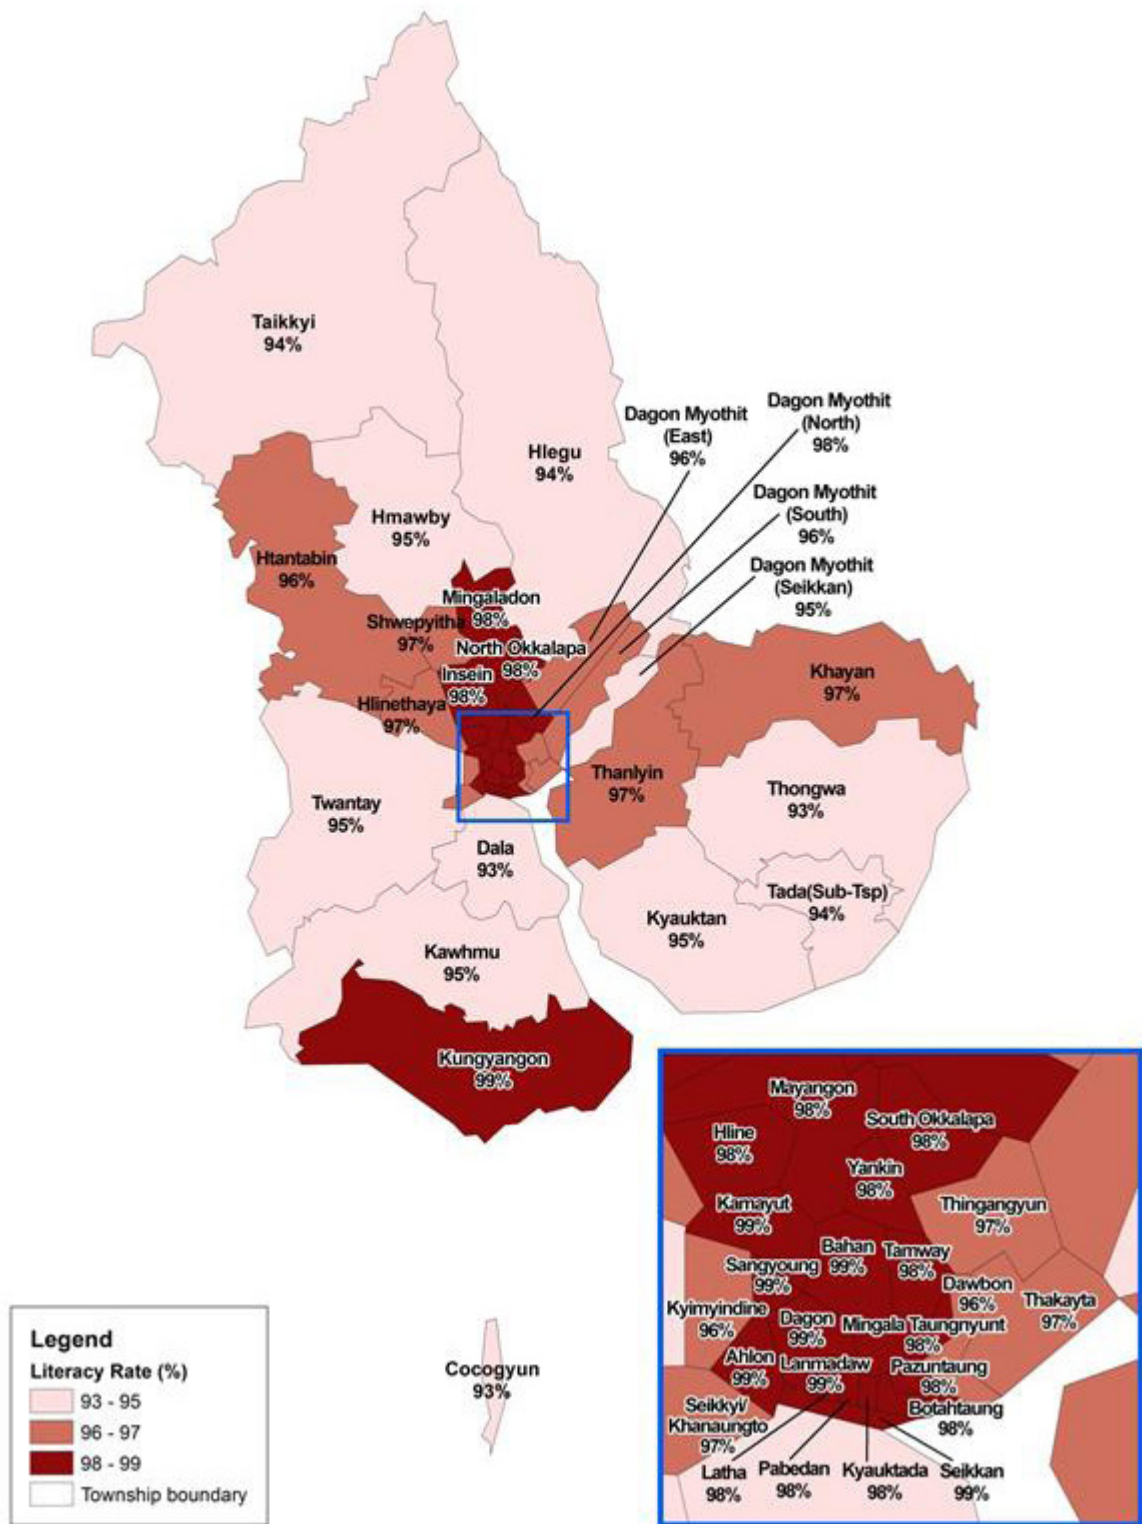 Taikkyi
94%
Hlegu
94%
Dagon Myothit
(East)
96%
Dagon Myothit
(North)
98%
Dagon Myothit
(South)
96%
Dagon Myothit
(Seikkan)
95%
Hmawby
95%
Htantabin
96%
Mingaladon
98%
Shwepyitha
97%
North Okkalapa
98%
Insein
98%
Hlinethaya
97%
Khayan
97%
Thanlyin
97%
Thongwa
93%
Twantay
95%
Dala
93%
Tada(Sub-Tsp)
94%
Kyauktan
95%
Kawhmu
95%
Kungyangon
99%
Cocogyun
93%
Mayangon
98%
South Okkalapa
98%
Hline
98%
Yankin
98%
Kamayut
99%
Thingangyun
97%
Bahan
99%
Tamway
98%
Sangyoung
99%
Dawbon
96%
Thakayta
97%
Kyimyindine
96%
Dagon
99%
Mingala Taungnyunt
98%
Ahlon
99%
Lanmadaw
99%
Pazuntaung
98%
Botahtaung
98%
Seikkyi/
Khanaungto
97%
Latha
98%
Pabedan
98%
Kyauktada
98%
Seikkan
99%
Legend
Literacy Rate (%)
93 - 95
96 - 97
98 - 99
Township boundary